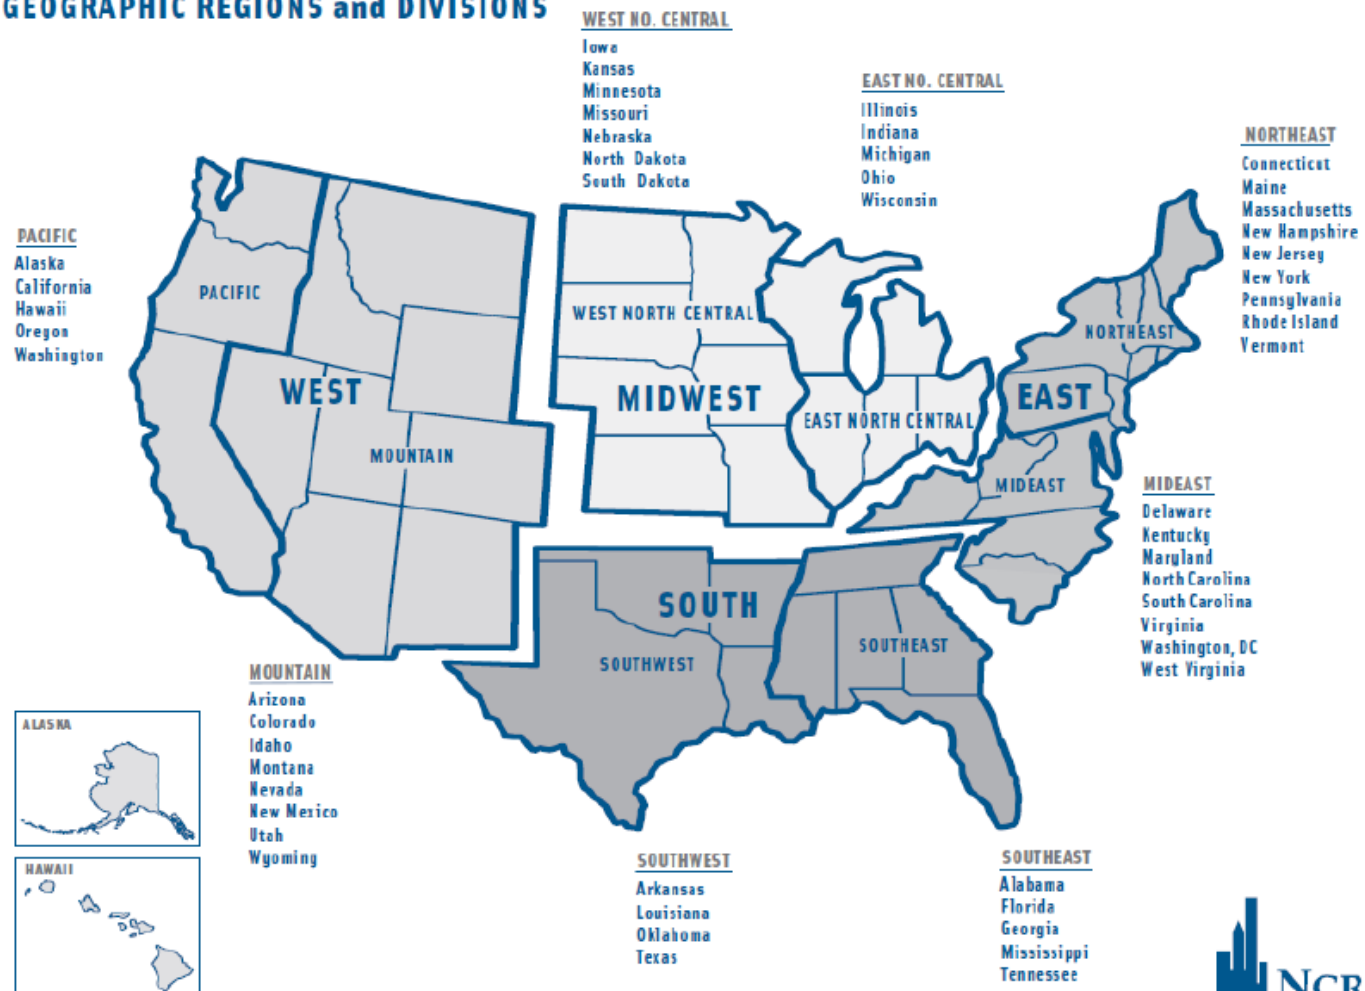 GEOGRAPHIC REGIONS and DIVISIONS
WEST NO. CENTRAL
Iowa
Kansas
Minnesota
Missouri
Nebraska
North Dakota
South Dakota
EAST NO. CENTRAL
Illinois
Indiana
Michigan
Ohio
Wisconsin
NORTHEAST
Connecticut
Maine
Massachusetts
New Hampshire
New Jersey
New York
Pennsylvania
Rhode Island
Vermont
PACIFIC
Alaska
California
Hawaii
Oregon
Washington
PACIFIC
WEST
MOUNTAIN
WEST NORTH CENTRAL
MIDWEST
EAST NORTH CENTRAL
NORTHEAST
EAST
MIDEAST
SOUTH
SOUTHWEST
SOUTHEAST
MIDEAST
Delaware
Kentucky
Maryland
North Carolina
South Carolina
Virginia
Washington, DC
West Virginia
MOUNTAIN
Arizona
Colorado
Idaho
Montana
Nevada
New Mexico
Utah
Wyoming
ALASKA
HAWAII
SOUTHWEST
Arkansas
Louisiana
Oklahoma
Texas
SOUTHEAST
Alabama
Florida
Georgia
Mississippi
Tennessee
NCR